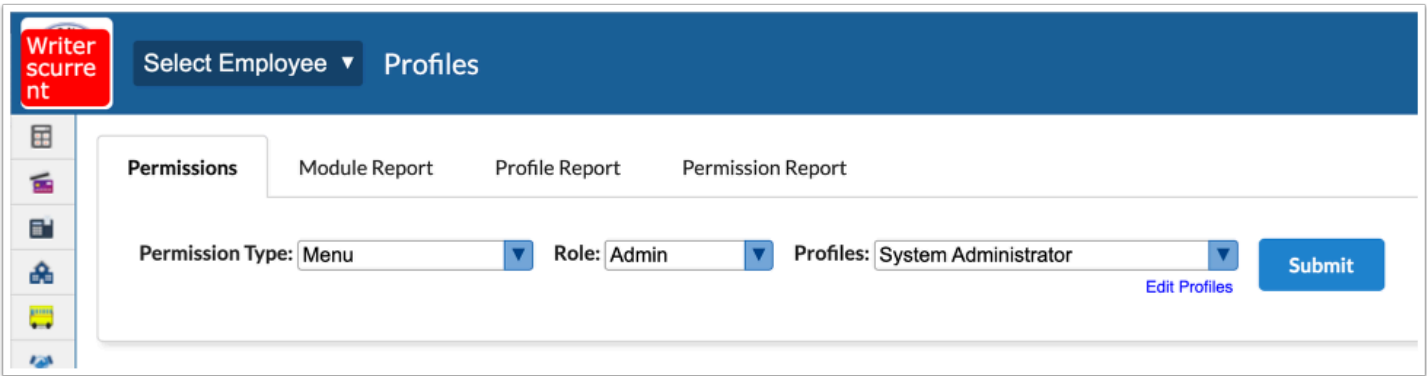 Writer
scurre
nt
Select Employee ▼ Profiles
Permissions Module Report Profile Report Permission Report
Permission Type: Menu Role: Admin Profiles: System Administrator Submit
Edit Profiles